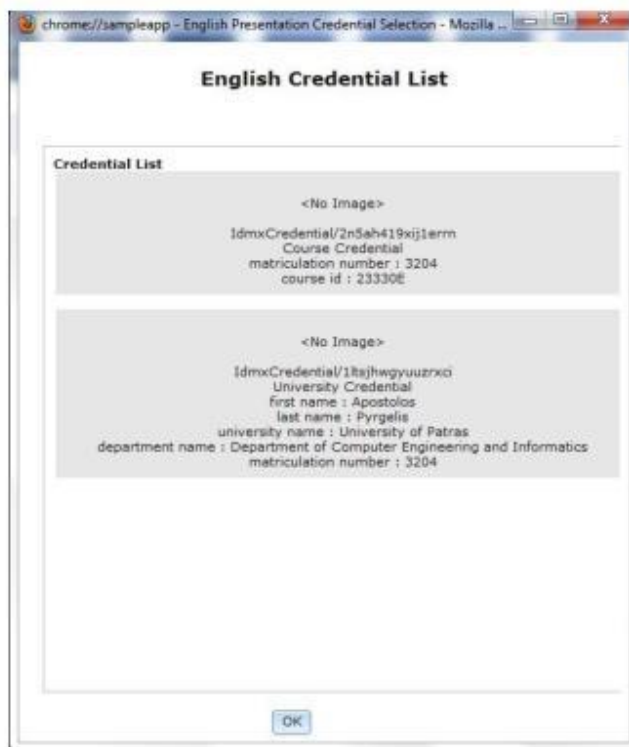 chrome://sampleapp - English Presentation Credential Selection - Mozilla ...
English Credential List
Credential List
<No Image>
IdmxCredential/2n5ah419xij1erm
Course Credential
matriculation number : 3204
course id : 23330E
<No Image>
University Credential
first name : Apostolos
last name : Pyrgelis
university name : University of Patras
department name : Department of Computer Engineering and Informatics
matriculation number : 3204
OK